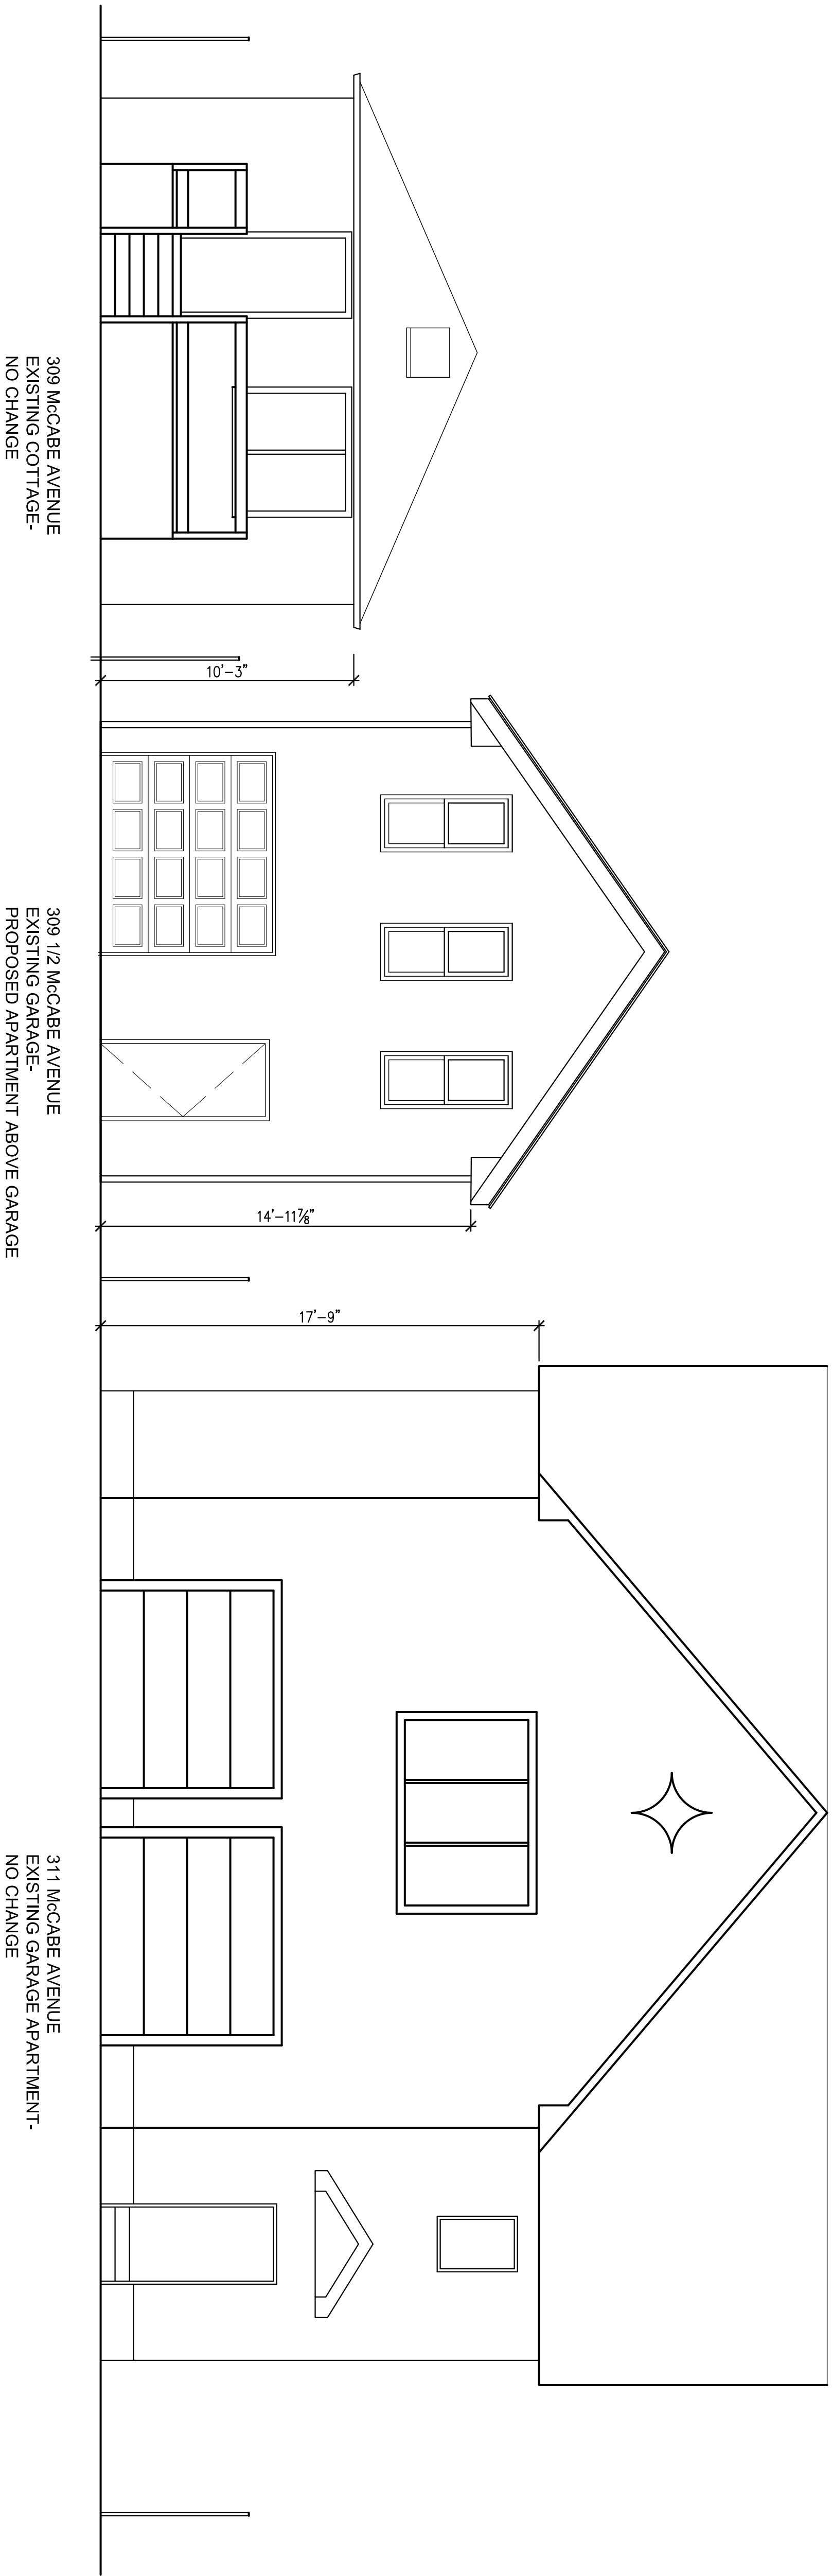 10'-3"
14'-11⅞"
17'-9"
309 McCABE AVENUE
EXISTING COTTAGE-
NO CHANGE
309 1/2 McCABE AVENUE
EXISTING GARAGE-
PROPOSED APARTMENT ABOVE GARAGE
311 McCABE AVENUE
EXISTING GARAGE APARTMENT-
NO CHANGE